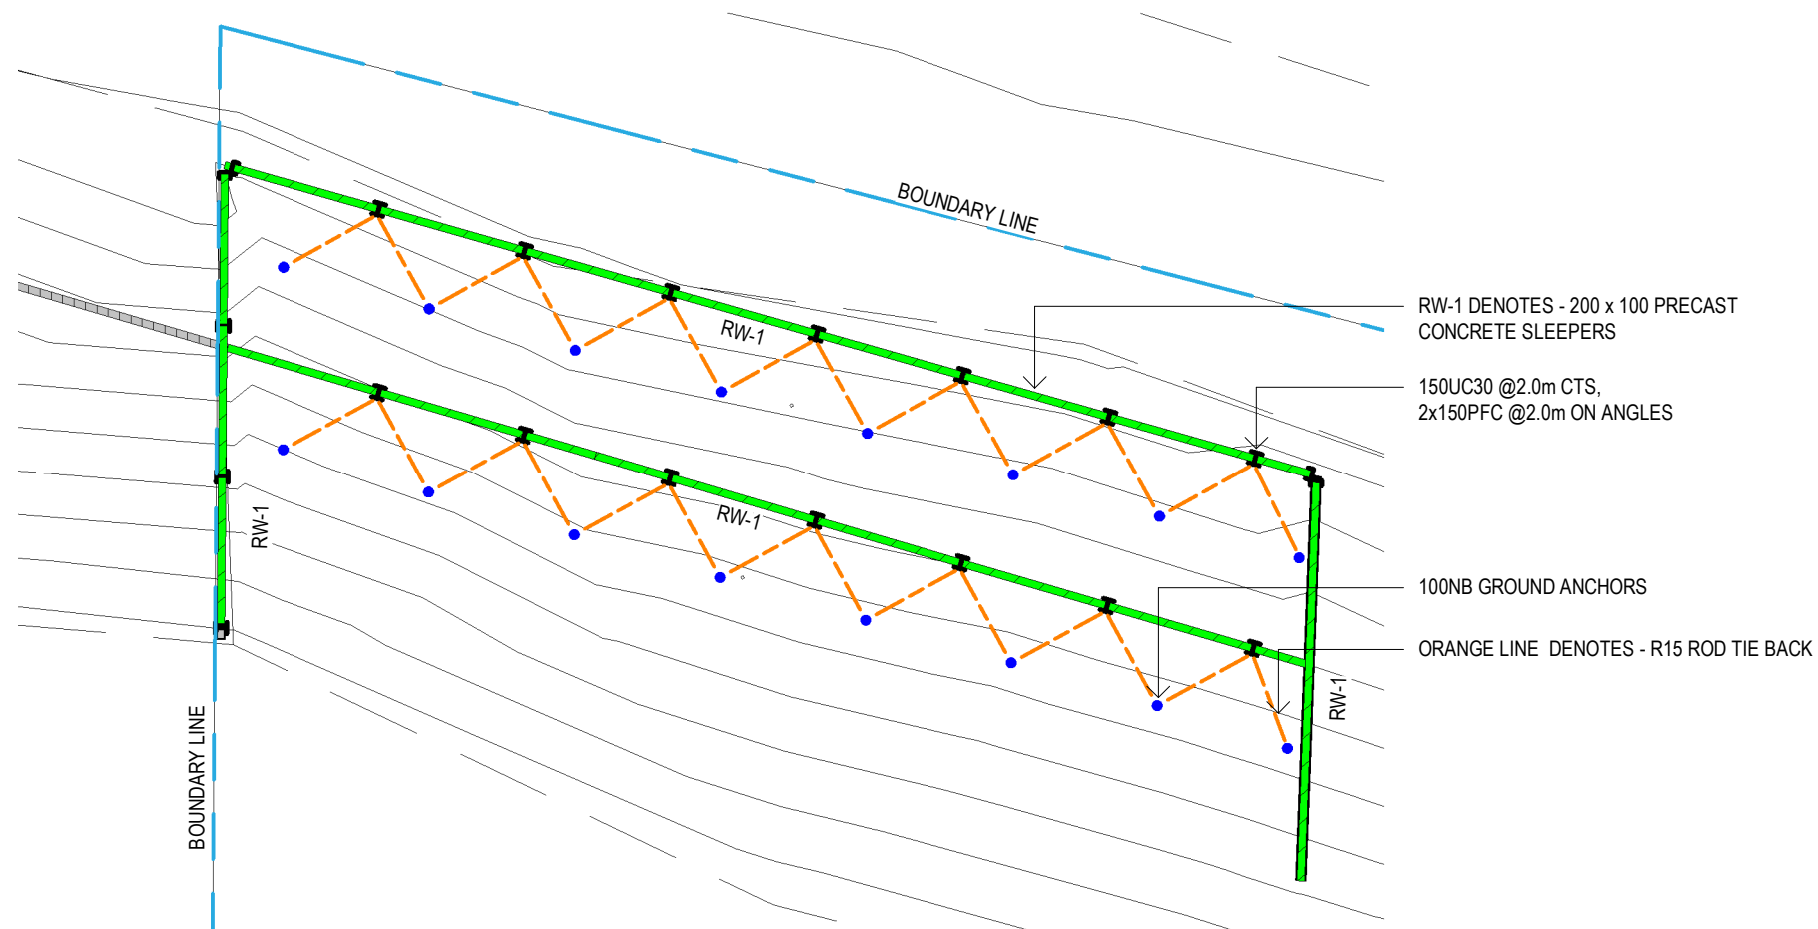 BOUNDARY LINE
RW-1 DENOTES - 200 x 100 PRECAST
CONCRETE SLEEPERS
RW-1
150UC30 @2.0m CTS,
2x150PFC @2.0m ON ANGLES
RW-1
RW-1
100NB GROUND ANCHORS
ORANGE LINE DENOTES - R15 ROD TIE BACK
RW-1
BOUNDARY LINE